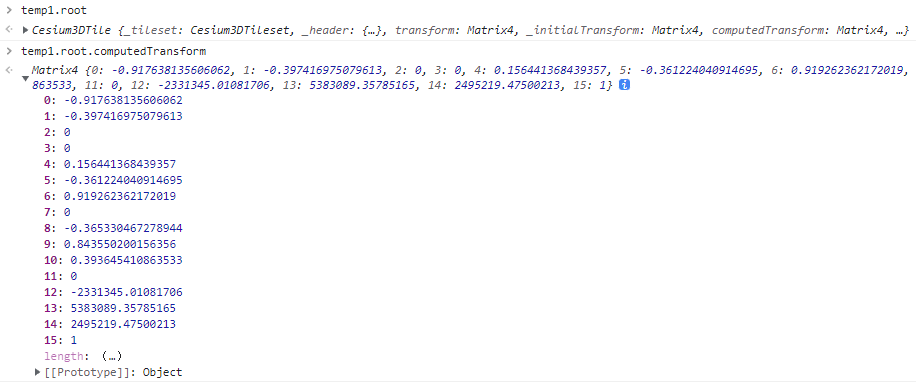 > temp1.root
< ▶ Cesium3DTile {_tileset: Cesium3DTileset, _header: {…}, transform: Matrix4, _initialTransform: Matrix4, computedTransform: Matrix4, …}
> temp1.root.computedTransform
< Matrix4 {0: -0.917638135606062, 1: -0.397416975079613, 2: 0, 3: 0, 4: 0.156441368439357, 5: -0.361224040914695, 6: 0.919262362172019,
▼ 863533, 11: 0, 12: -2331345.01081706, 13: 5383089.35785165, 14: 2495219.47500213, 15: 1} i
0: -0.917638135606062
1: -0.397416975079613
2: 0
3: 0
4: 0.156441368439357
5: -0.361224040914695
6: 0.919262362172019
7: 0
8: -0.365330467278944
9: 0.843550200156356
10: 0.393645410863533
11: 0
12: -2331345.01081706
13: 5383089.35785165
14: 2495219.47500213
15: 1
length: (…)
▶ [[Prototype]]: Object